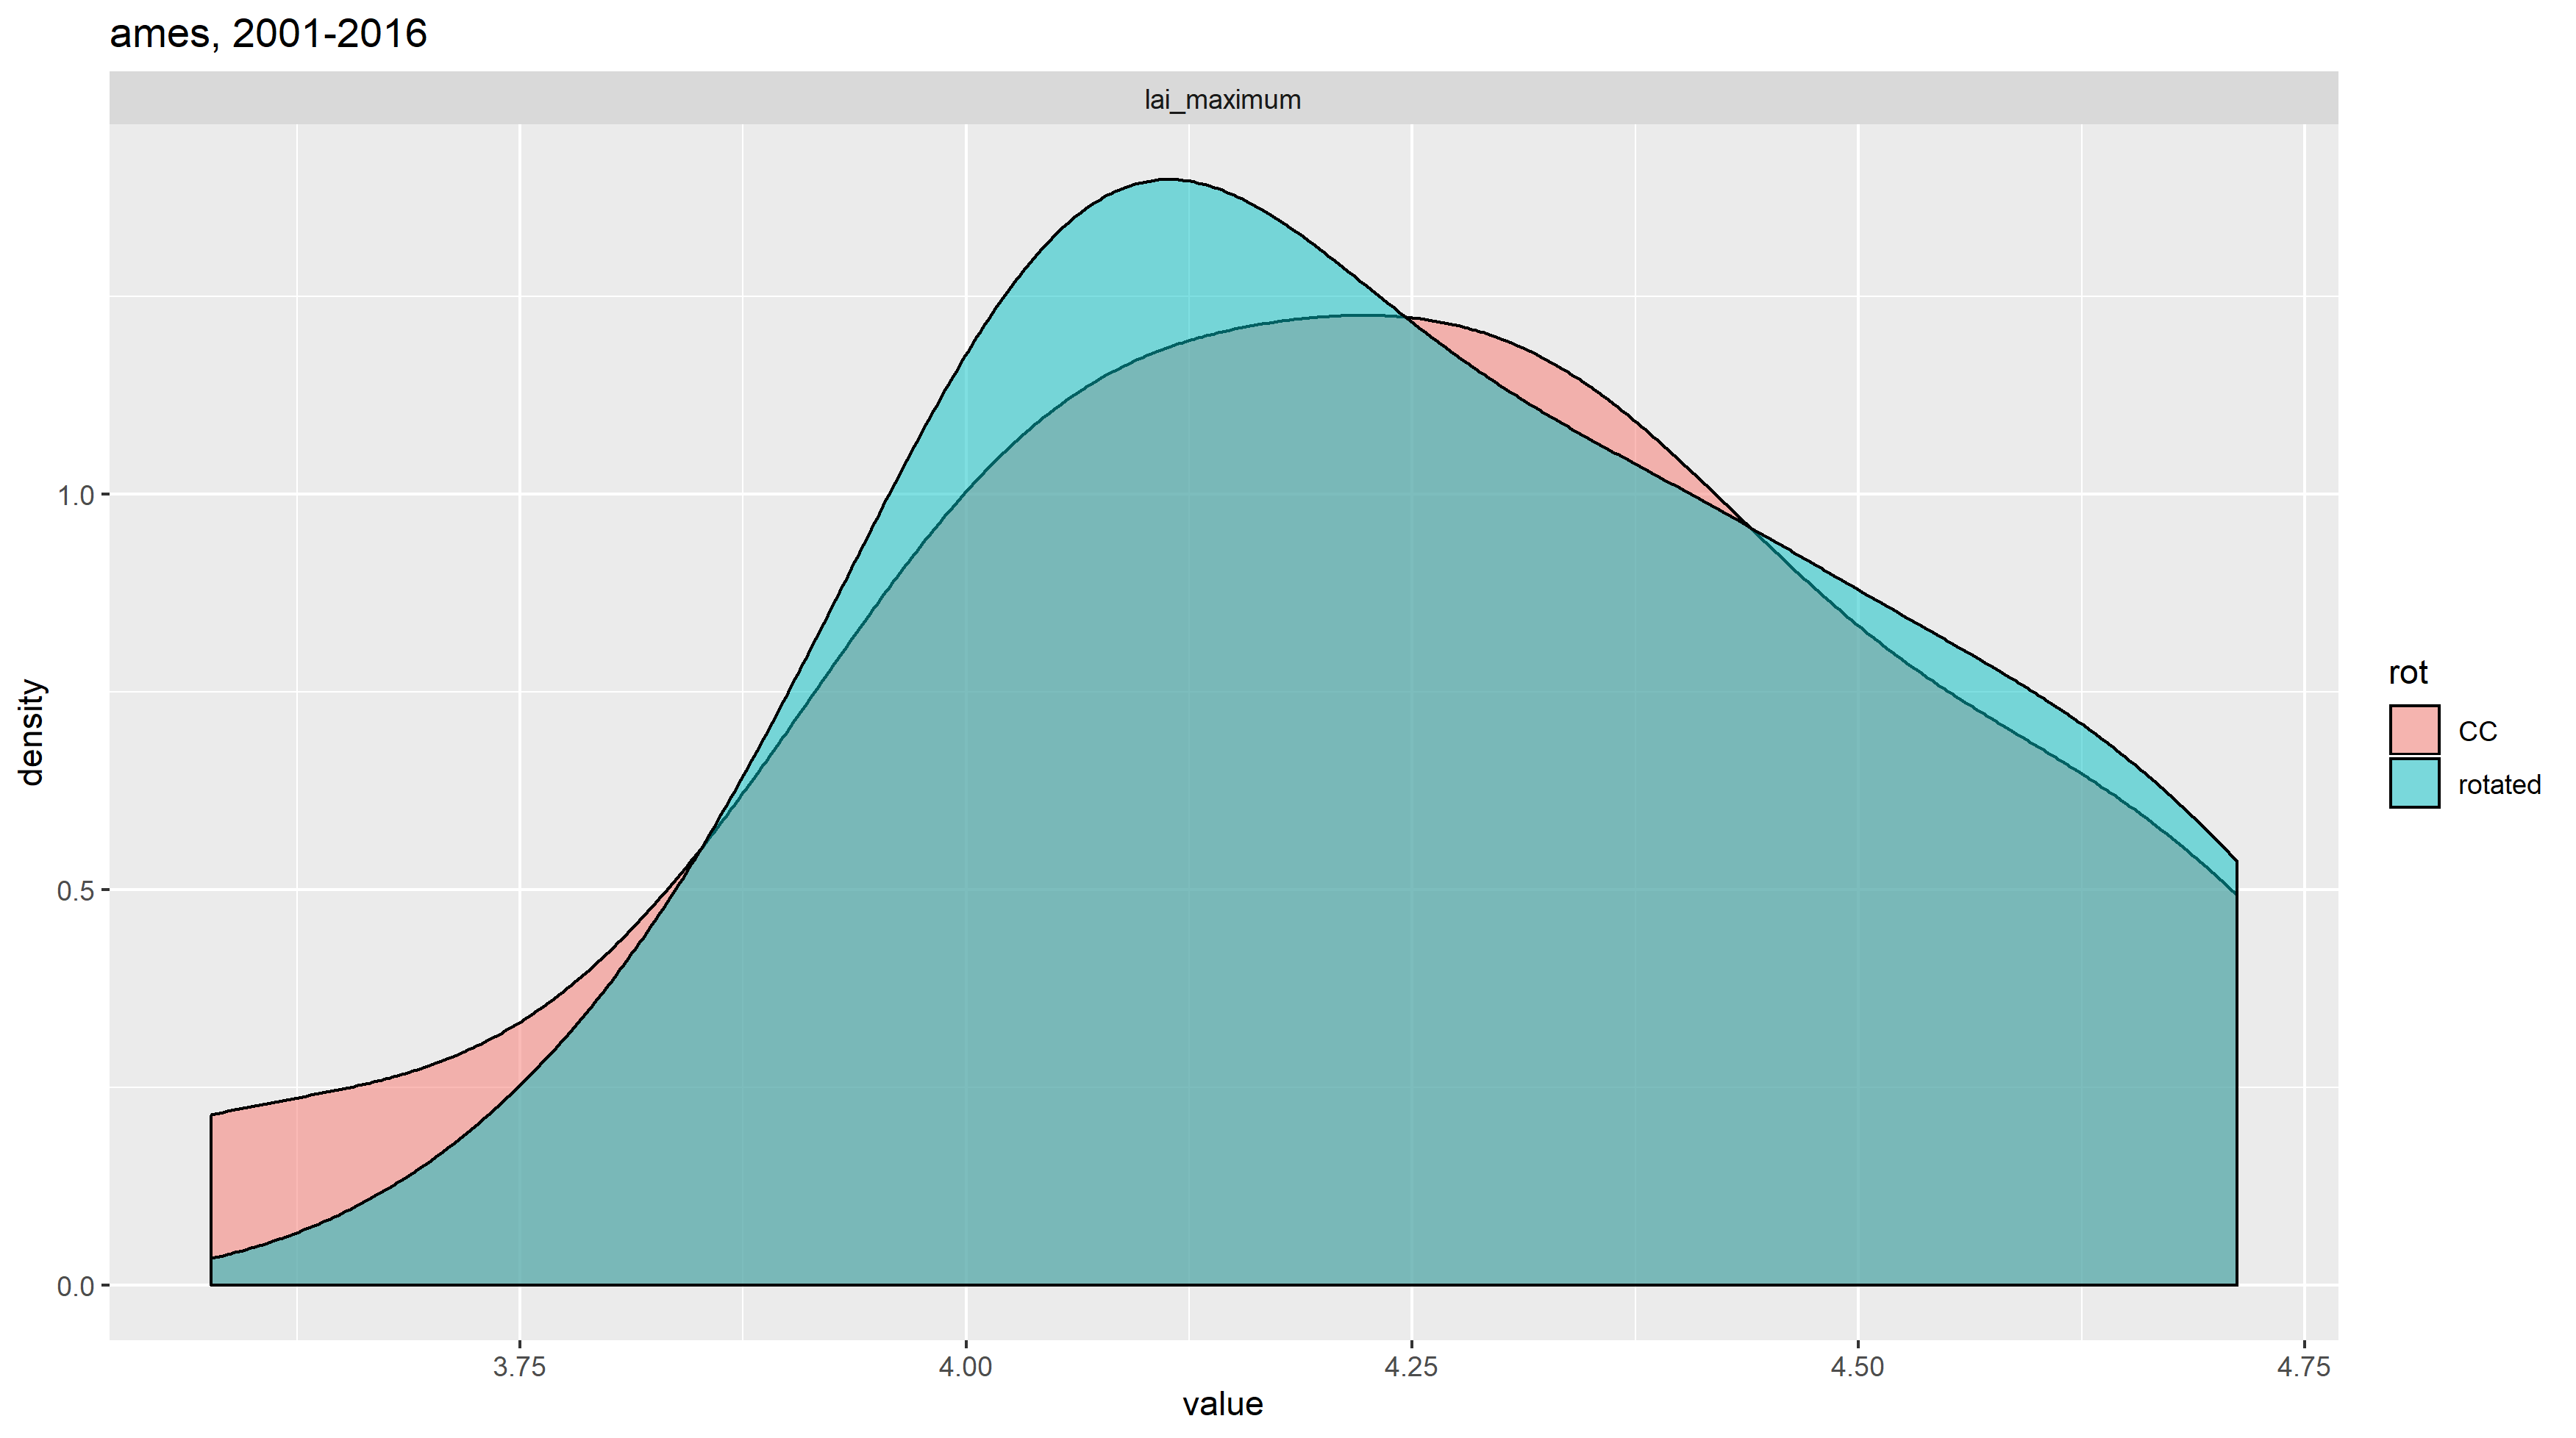 ames, 2001-2016
lai_maximum
density
1.0
0.5
0.0
3.75
4.00
4.25
4.50
4.75
value
rot
CC
rotated